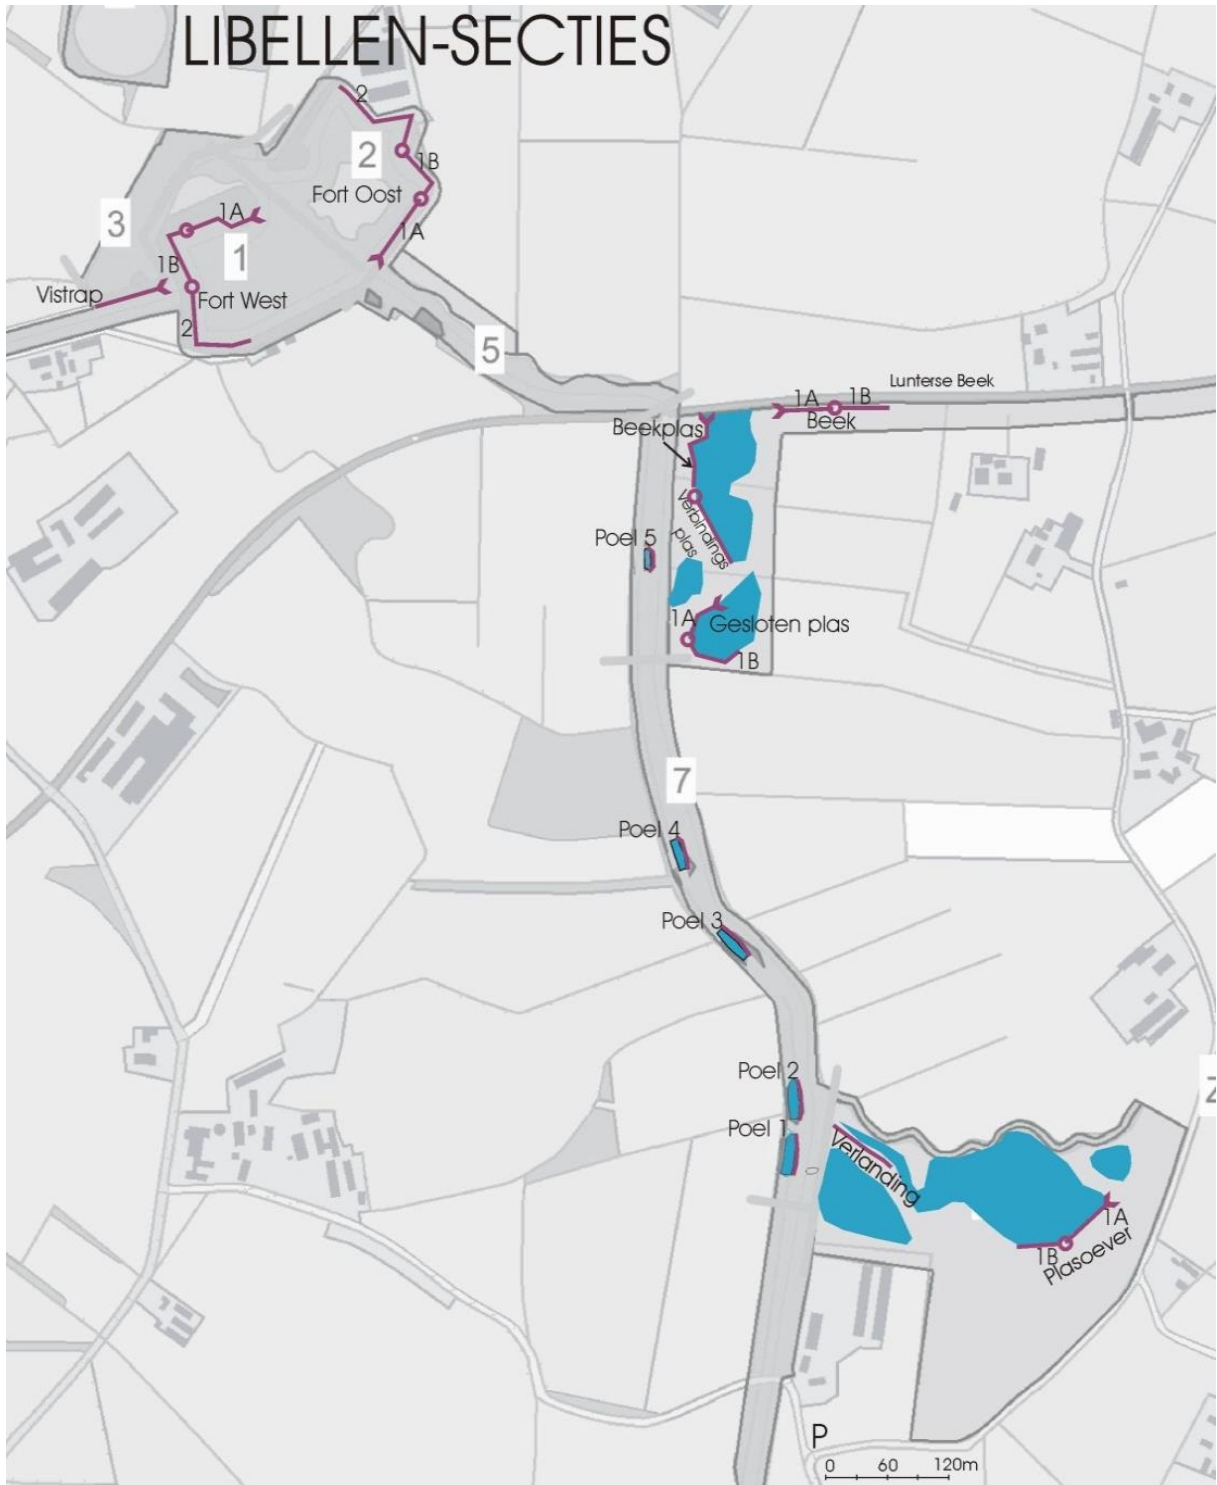 LIBELLEN-SECTIES
2
2
1B
Fort Oost
1A
3
1A
1
1B
Vistrap
Fort West
2
5
Lunterse Beek
1A
1B
Beek
Beekplas
Verbindings
plas
Poel 5
1A
Gesloten plas
1B
7
Poel 4
Poel 3
Poel 2
Poel 1
Verlanding
1A
1B
Plasoever
P
0 60 120m